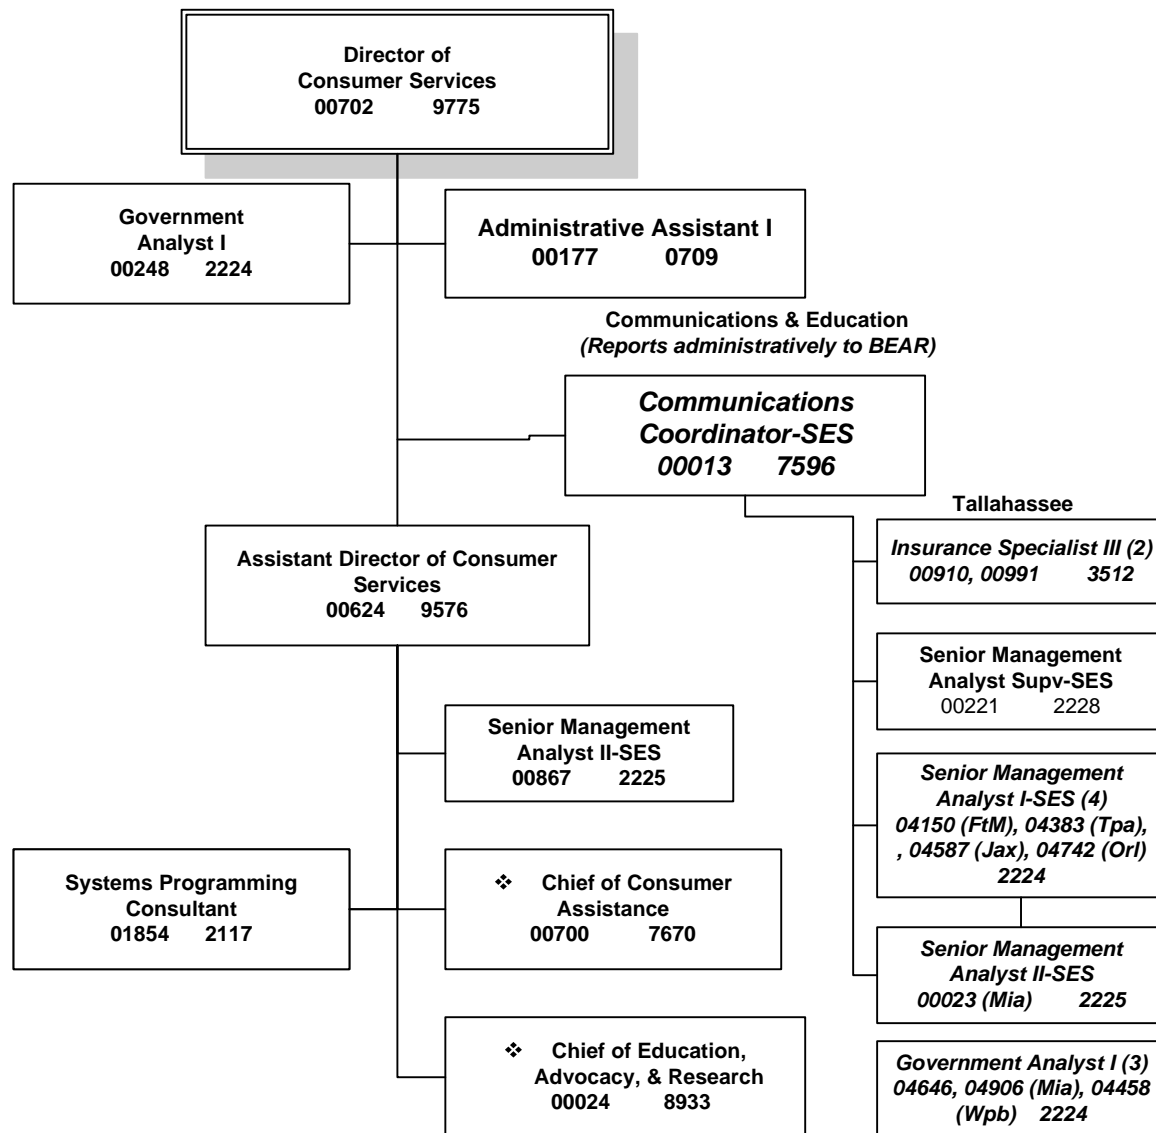 Director of
Consumer Services
00702 9775
Government
Analyst I
00248 2224
Administrative Assistant I
00177 0709
Communications & Education
(Reports administratively to BEAR)
Communications
Coordinator-SES
00013 7596
Assistant Director of Consumer
Services
00624 9576
Tallahassee
Insurance Specialist III (2)
00910, 00991 3512
Senior Management
Analyst Supv-SES
00221 2228
Senior Management
Analyst II-SES
00867 2225
Senior Management
Analyst I-SES (4)
04150 (FtM), 04383 (Tpa),
, 04587 (Jax), 04742 (Orl)
2224
Systems Programming
Consultant
01854 2117
❖ Chief of Consumer
Assistance
00700 7670
Senior Management
Analyst II-SES
00023 (Mia) 2225
❖ Chief of Education,
Advocacy, & Research
00024 8933
Government Analyst I (3)
04646, 04906 (Mia), 04458
(Wpb) 2224